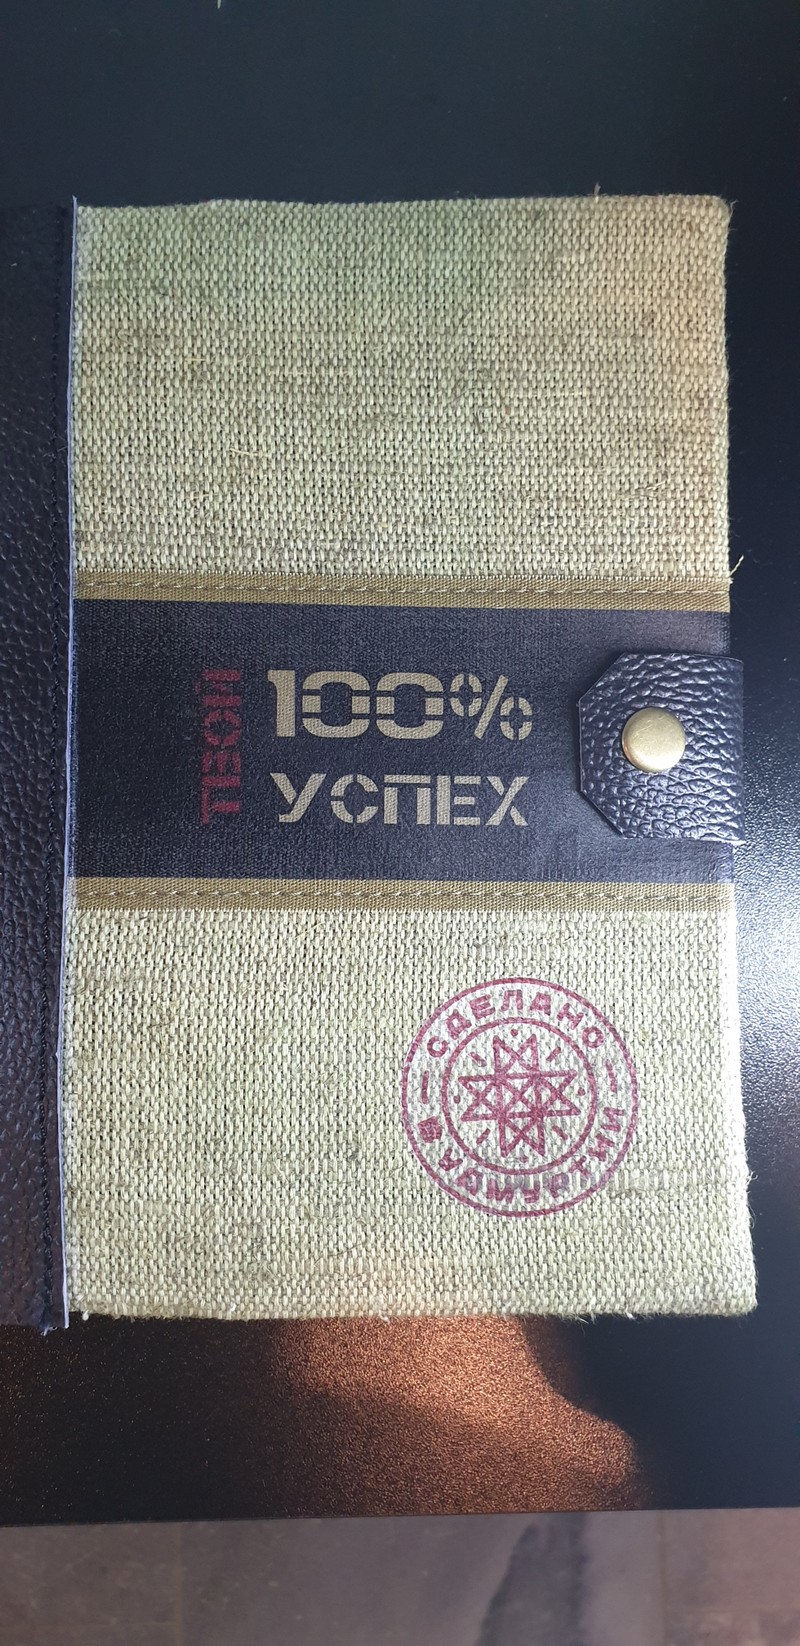 ТВОЙ
100%
УСПЕХ
СДЕЛАНО
В УДМУРТИИ